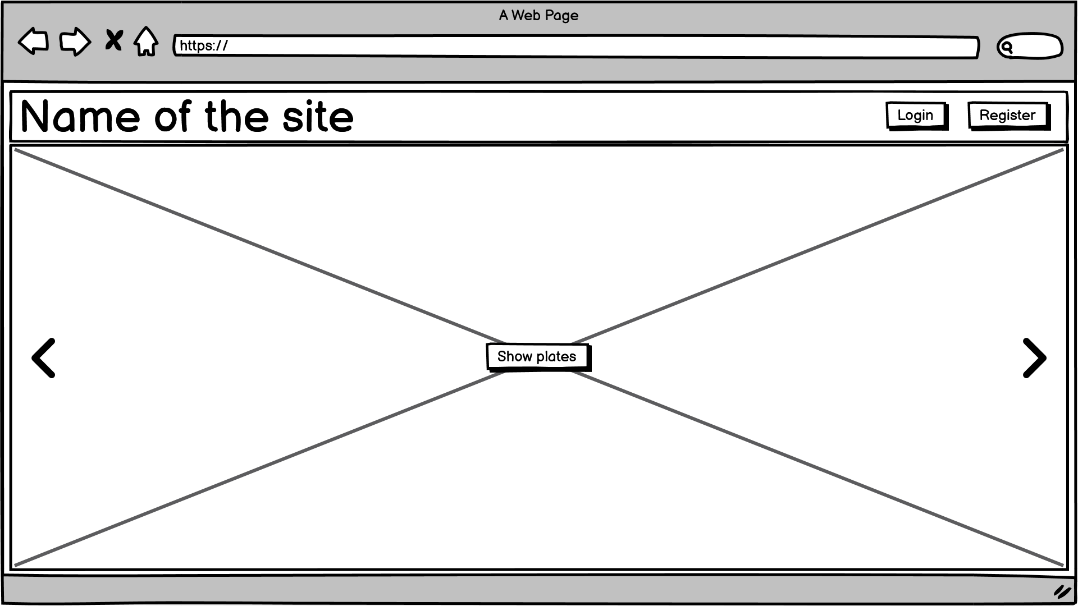 A Web Page
https://
Name of the site
Login
Register
Show plates